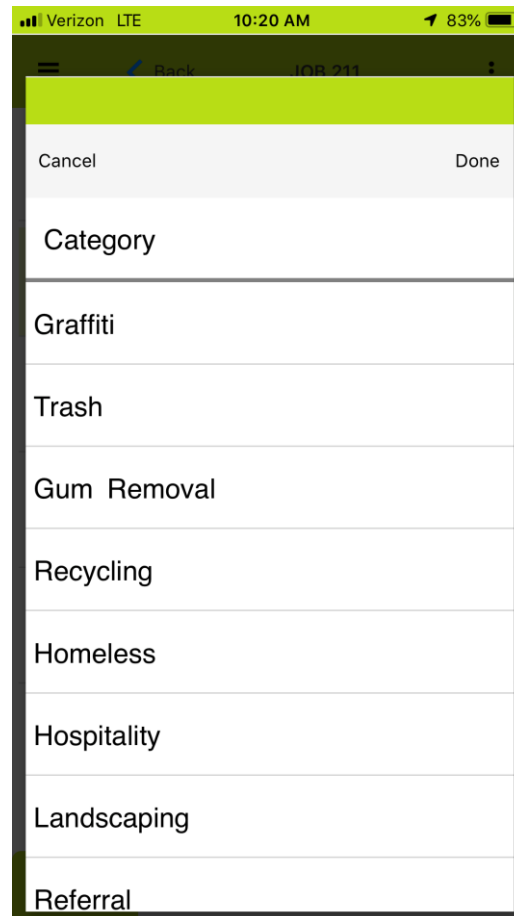 Verizon LTE 10:20 AM 83%
Back JOB 211
Cancel Done
Category
Graffiti
Trash
Gum Removal
Recycling
Homeless
Hospitality
Landscaping
Referral